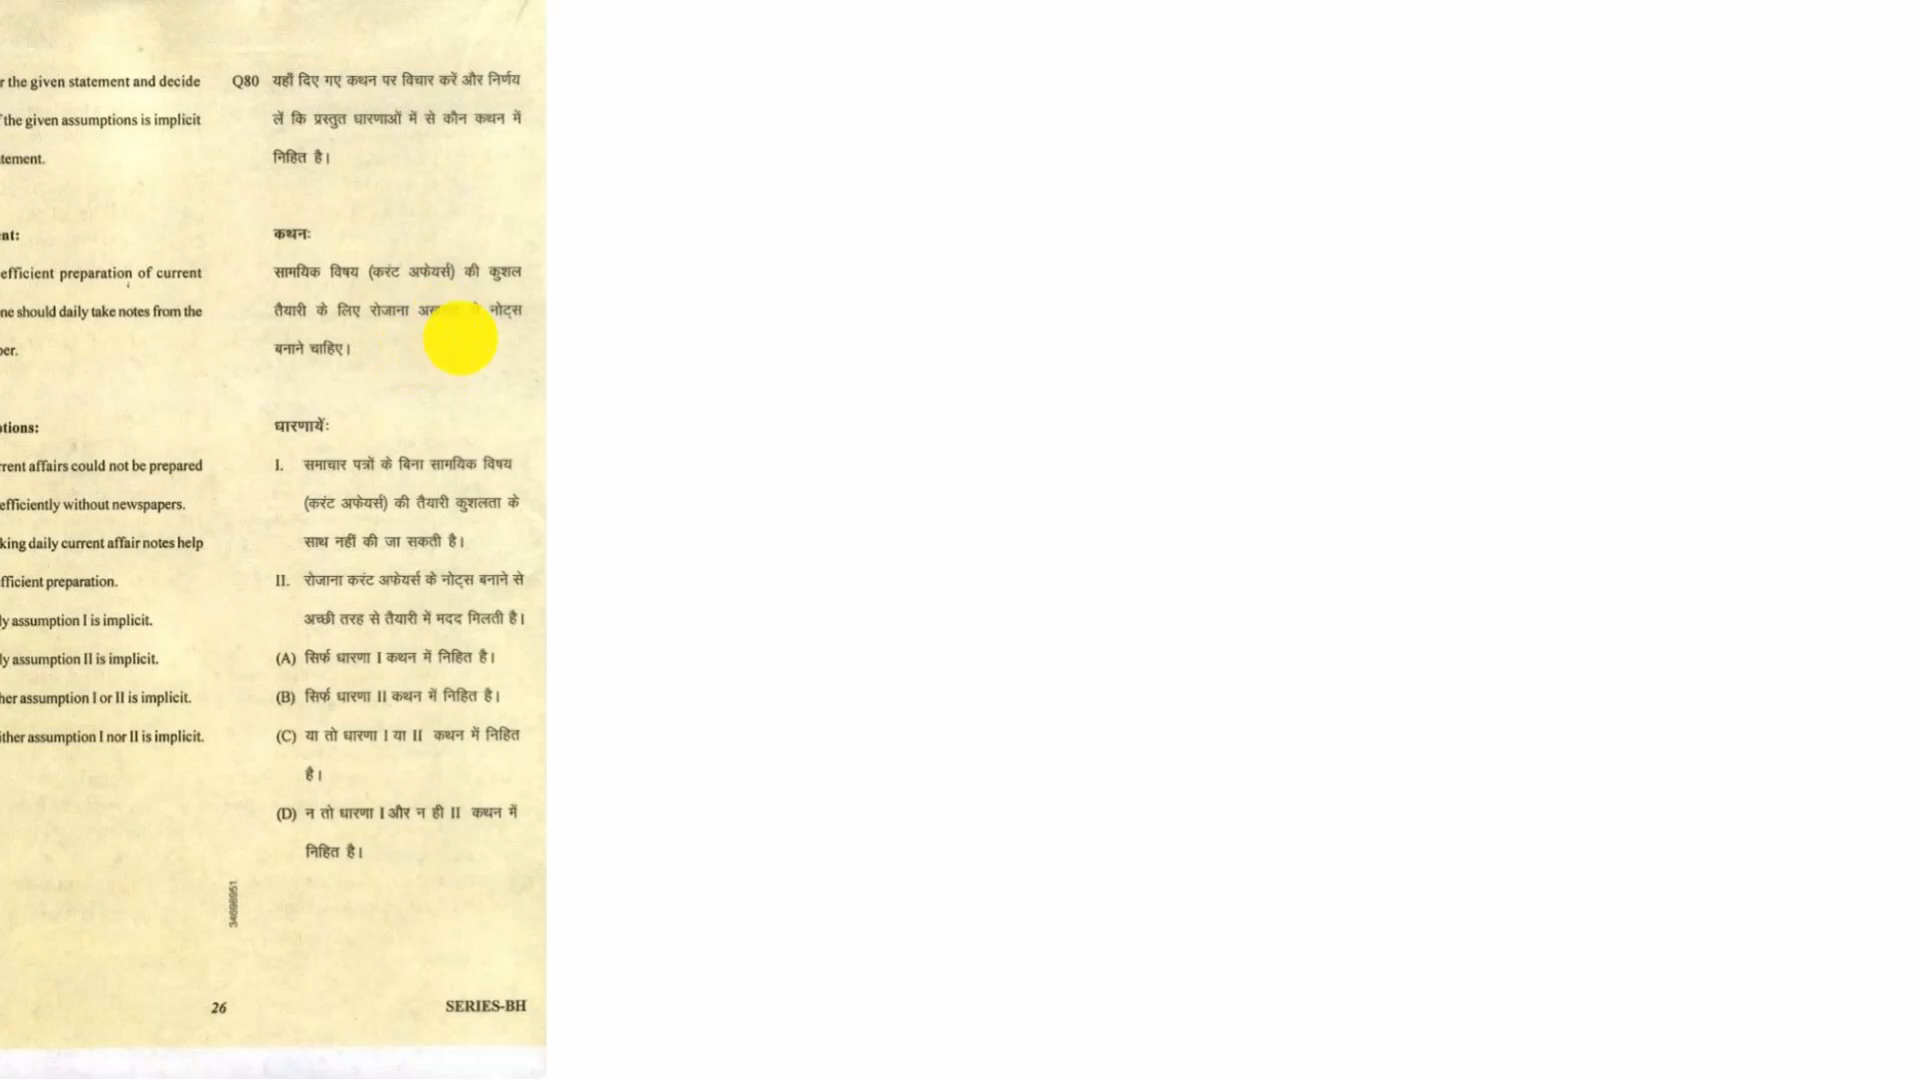 r the given statement and decide
the given assumptions is implicit
tement.
nt:
efficient preparation of current
ne should daily take notes from the
per.
tions:
rrent affairs could not be prepared
efficiently without newspapers.
king daily current affair notes help
fficient preparation.
ly assumption I is implicit.
ly assumption II is implicit.
her assumption I or II is implicit.
ither assumption I nor II is implicit.
Q80 यहाँ दिए गए कथन पर विचार करें और निर्णय
लें कि प्रस्तुत धारणाओं में से कौन कथन में
निहित है।
कथनः
सामयिक विषय (करंट अफेयर्स) की कुशल
तैयारी के लिए रोजाना नोट्स
बनाने चाहिए।
धारणायेंः
I. समाचार पत्रों के बिना सामयिक विषय
(करंट अफेयर्स) की तैयारी कुशलता के
साथ नहीं की जा सकती है।
II. रोजाना करंट अफेयर्स के नोट्स बनाने से
अच्छी तरह से तैयारी में मदद मिलती है।
(A) सिर्फ धारणा I कथन में निहित है।
(B) सिर्फ धारणा II कथन में निहित है।
(C) या तो धारणा I या II कथन में निहित
है।
(D) न तो धारणा I और न ही II कथन में
निहित है।
34698951
26
SERIES-BH